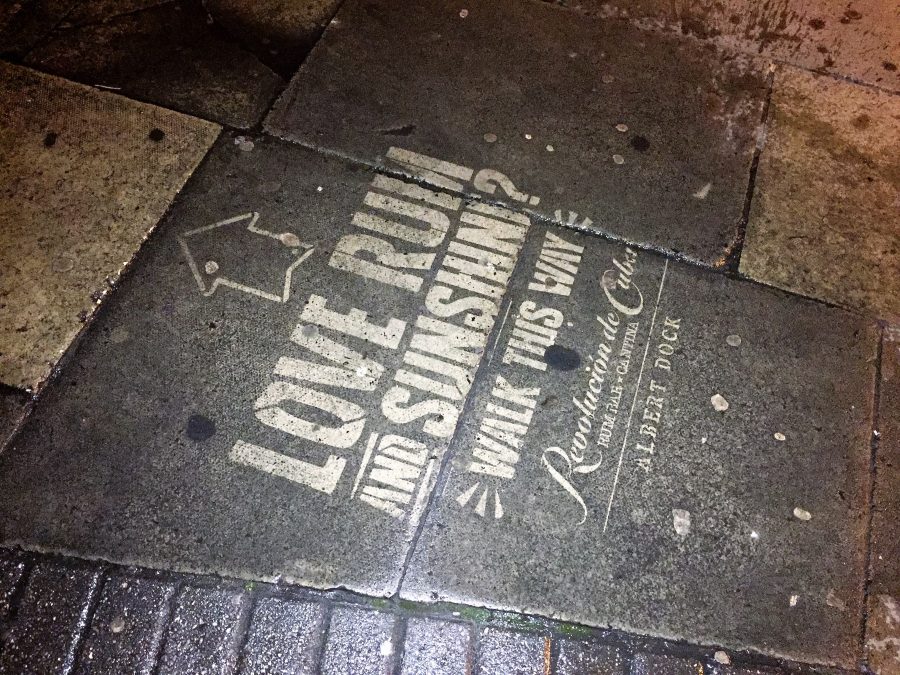 LOVE RUM
AND SUNSHINE?
WALK THIS WAY
Revolución de Cuba
RUM BAR + CANTINA
ALBERT DOCK